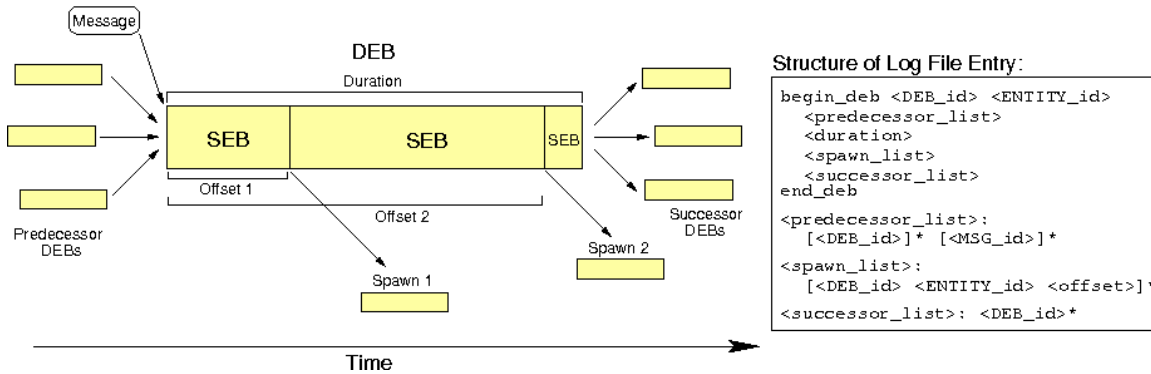 Message
DEB
Duration
SEB
SEB
SEB
Offset 1
Offset 2
Predecessor
DEBs
Successor
DEBs
Spawn 1
Spawn 2
Time
Structure of Log File Entry:
begin_deb <DEB_id> <ENTITY_id>
<predecessor_list>
<duration>
<spawn_list>
<successor_list>
end_deb
<predecessor_list>:
[<DEB_id>]* [<MSG_id>]*
<spawn_list>:
[<DEB_id> <ENTITY_id> <offset>]*
<successor_list>: <DEB_id>*